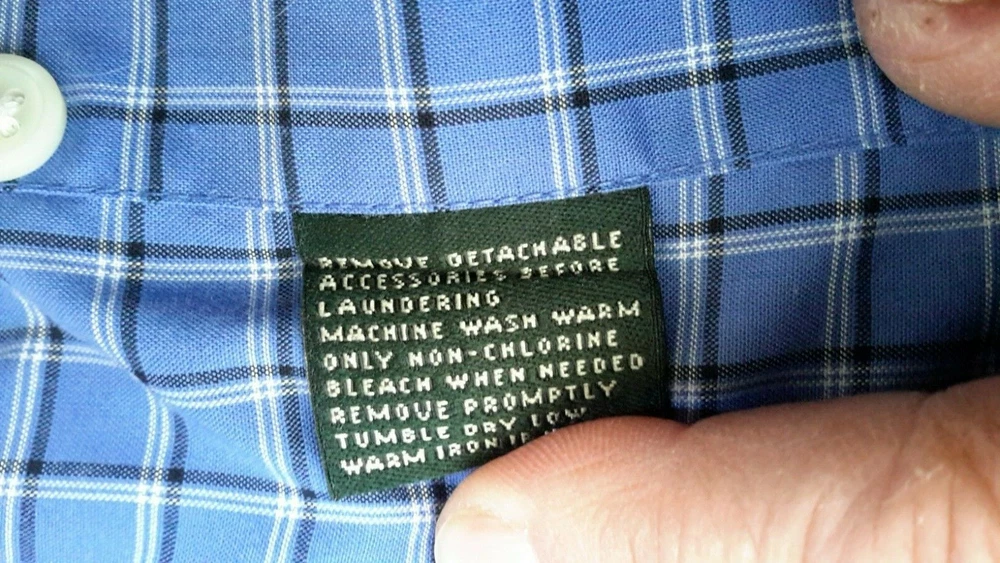 REMOVE DETACHABLE
ACCESSORIES BEFORE
LAUNDERING
MACHINE WASH WARM
ONLY NON-CHLORINE
BLEACH WHEN NEEDED
REMOVE PROMPTLY
TUMBLE DRY LOW
WARM IRON